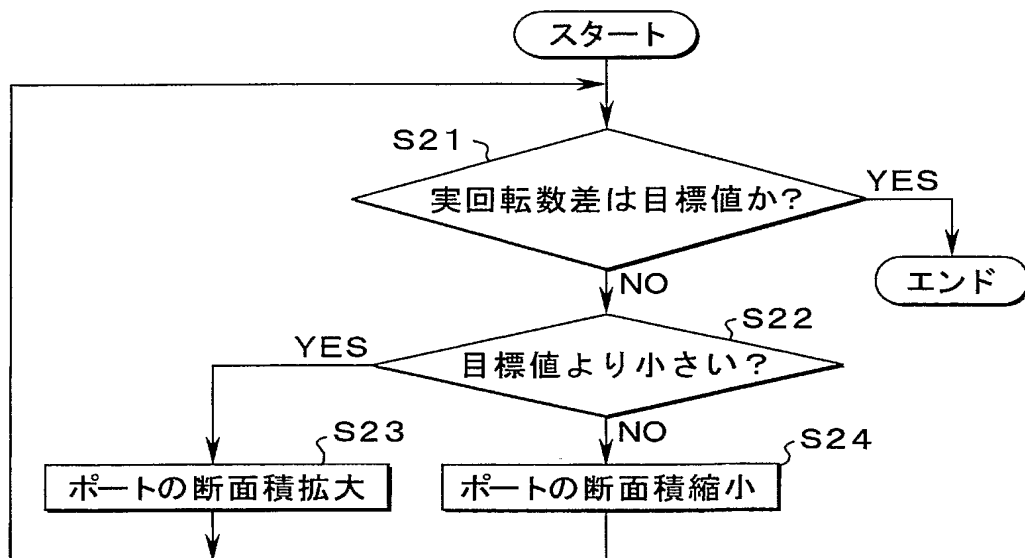 スタート
S21
実回転数差は目標値か?
YES
エンド
NO
S22
YES
目標値より小さい?
NO
S23
S24
ポートの断面積拡大
ポートの断面積縮小